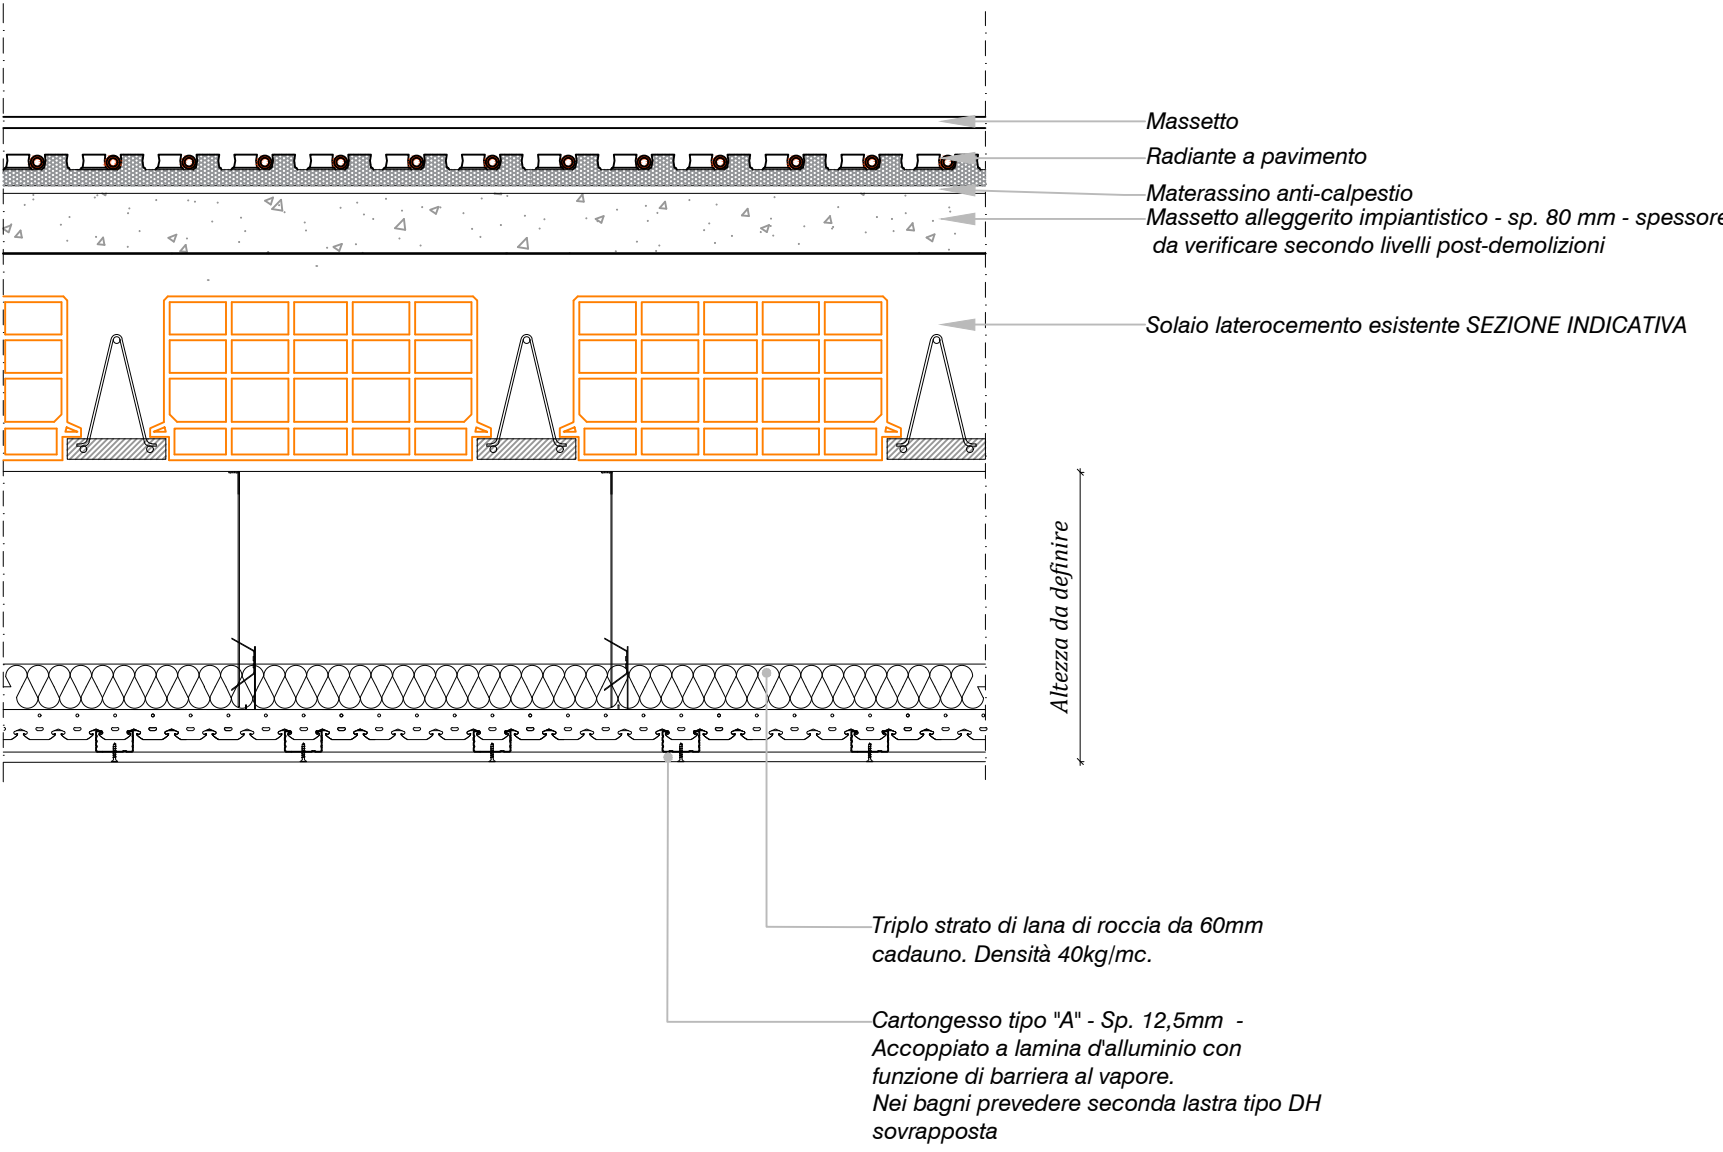 Massetto
Radiante a pavimento
Materassino anti-calpestio
Massetto alleggerito impiantistico - sp. 80 mm - spessore
da verificare secondo livelli post-demolizioni
Solaio laterocemento esistente SEZIONE INDICATIVA
Altezza da definire
Triplo strato di lana di roccia da 60mm
cadauno. Densità 40kg/mc.
Cartongesso tipo "A" - Sp. 12,5mm  -
Accoppiato a lamina d'alluminio con
funzione di barriera al vapore.
Nei bagni prevedere seconda lastra tipo DH
sovrapposta